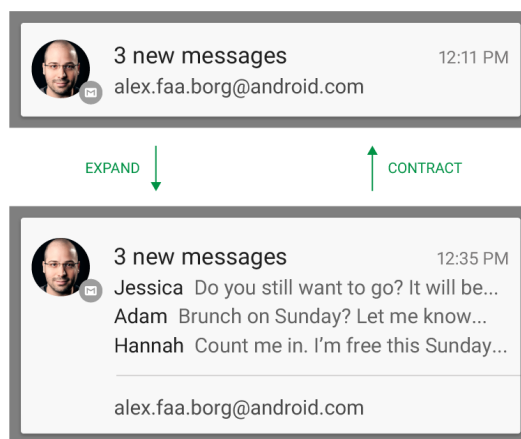 3 new messages 12:11 PM
alex.faa.borg@android.com
EXPAND CONTRACT
3 new messages 12:35 PM
Jessica Do you still want to go? It will be...
Adam Brunch on Sunday? Let me know...
Hannah Count me in. I'm free this Sunday...
alex.faa.borg@android.com